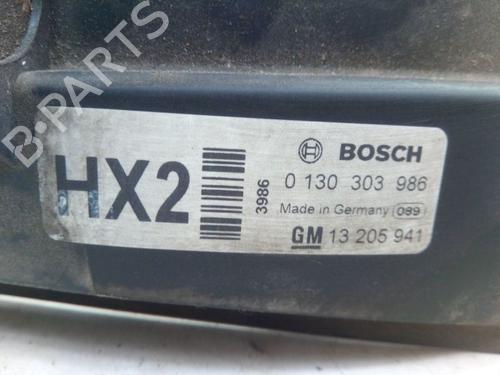 B-PARTS
HX2
3986
BOSCH
0 130 303 986
Made in Germany 089
GM 13 205 941